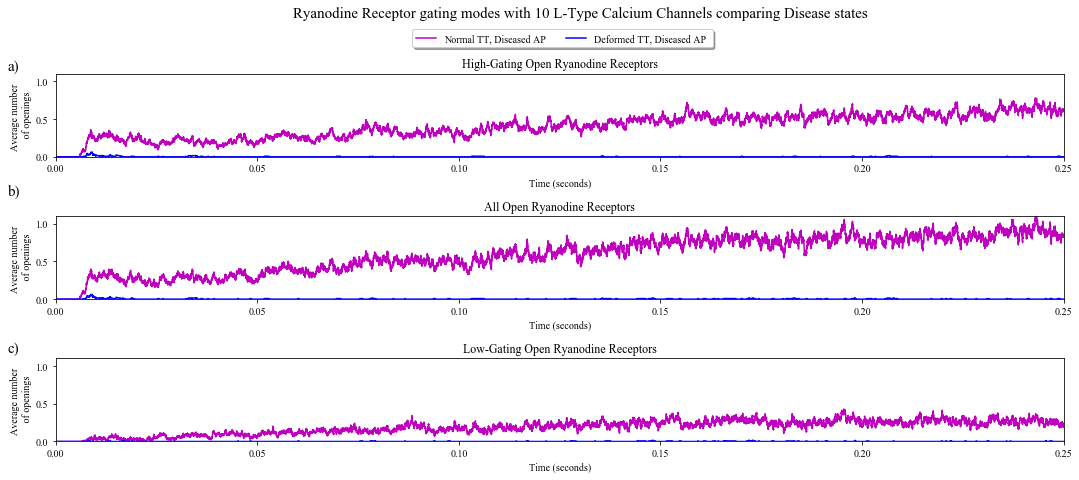 Ryanodine Receptor gating modes with 10 L-Type Calcium Channels comparing Disease states
Normal TT, Diseased AP
Deformed TT, Diseased AP
a)
High-Gating Open Ryanodine Receptors
Average number
of openings
1.0
0.5
0.0
0.00 0.05 0.10 0.15 0.20 0.25
Time (seconds)
b)
All Open Ryanodine Receptors
Average number
of openings
1.0
0.5
0.0
0.00 0.05 0.10 0.15 0.20 0.25
Time (seconds)
c)
Low-Gating Open Ryanodine Receptors
Average number
of openings
1.0
0.5
0.0
0.00 0.05 0.10 0.15 0.20 0.25
Time (seconds)